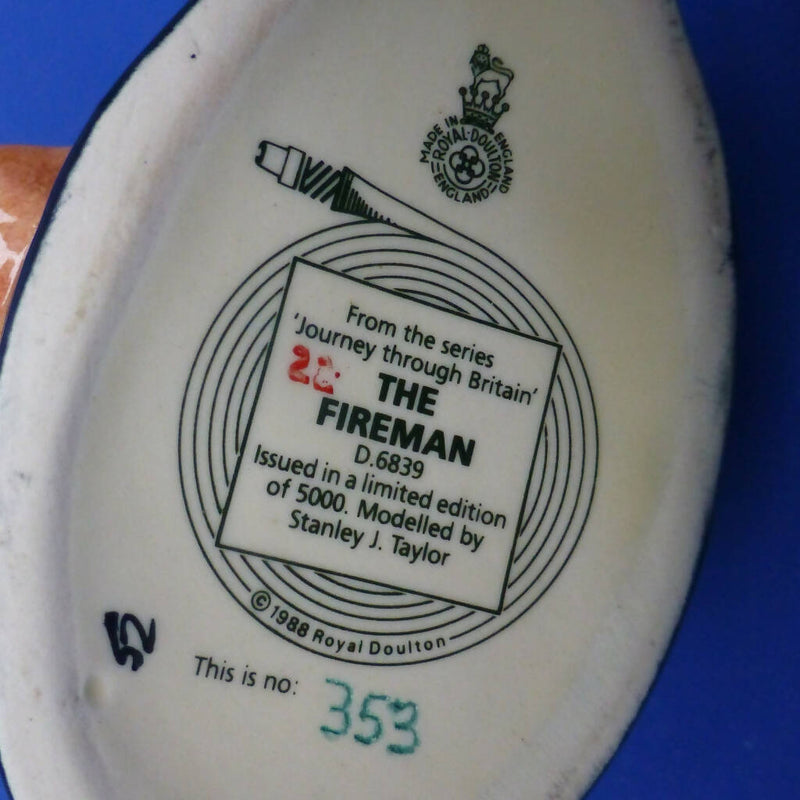 MADE IN ENGLAND
ROYAL·DOULTON
ENGLAND
From the series
'Journey through Britain'
THE
FIREMAN
D.6839
Issued in a limited edition
of 5000. Modelled by
Stanley J. Taylor
© 1988 Royal Doulton
52
This is no:
353